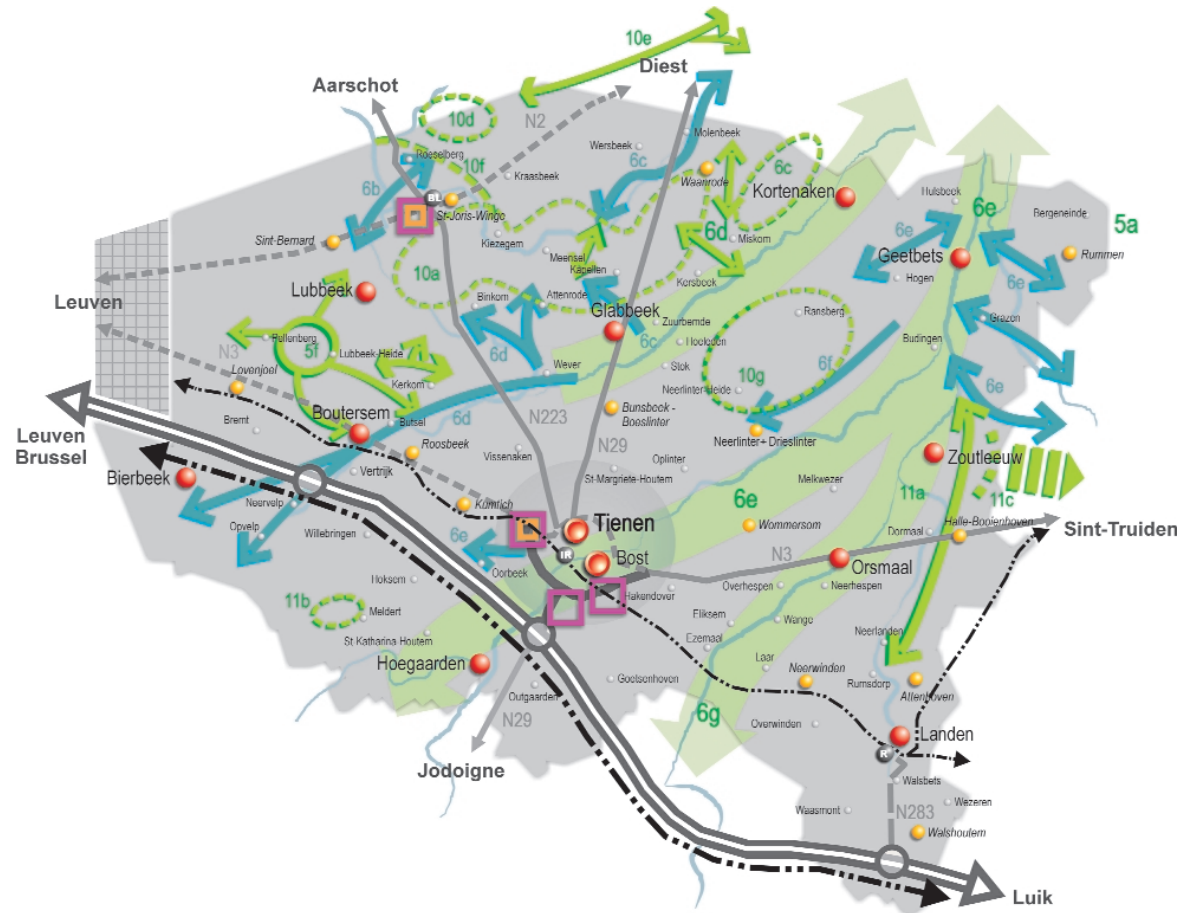 10e
Diest
Aarschot
10d
N2
Molenbeek
Wersbeek
Roeselberg
10f
6c
6c
Kraasbeek
Waanrode
6b
Kortenaken
Hulsbeek
BL
St-Joris-Winge
6e
Bergeneinde
5a
6e
Sint-Bernard
Kiezegem
6d
Miskom
Meensel
Geetbets
Rummen
Kapellen
10a
Kersbeek
Hogen
6e
Leuven
Lubbeek
Binkom
Attenrode
Glabbeek
Ransberg
Grazen
Zuurbemde
Pellenberg
5f
6c
Hoeleden
Budingen
N3
Lubbeek-Heide
6d
Wever
Stok
10g
6f
Lovenjoel
Kerkom
Neerlinter-Heide
6e
N223
Bunsbeek -
Boeslinter
6d
Boutersem
Butsel
Bremt
Neerlinter+ Drieslinter
Leuven
Brussel
Roosbeek
N29
Vissenaken
Oplinter
Zoutleeuw
Bierbeek
Vertrijk
St-Margriete-Houtem
Melkwezer
11a
11c
Neervelp
Kumtich
6e
Opvelp
Willebringen
Tienen
Wommersom
Dormaal
Halle-Booienhoven
Sint-Truiden
6e
IR
Bost
N3
Oorbeek
Orsmaal
Hoksem
Hakendover
Overhespen
Neerhespen
11b
Meldert
Eliksem
Wange
St Katharina Houtem
Ezemaal
Neerlanden
Hoegaarden
Laar
Neerwinden
Rumsdorp
Attenhoven
Outgaarden
Goetsenhoven
N29
6g
Overwinden
Landen
R
Jodoigne
Walsbets
Waasmont
Wezeren
N283
Walshoutem
Luik